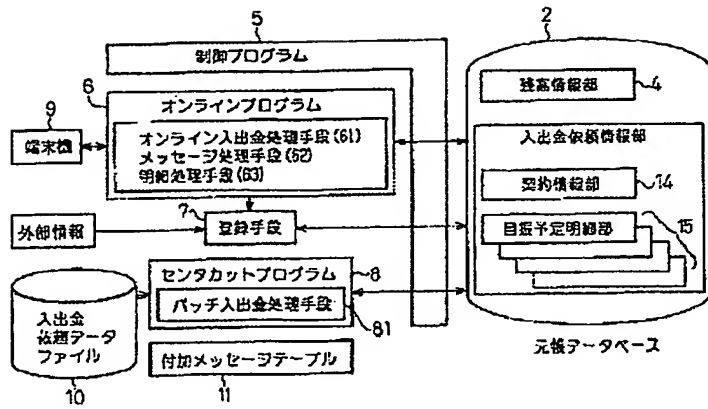 5
制御プログラム
6
オンラインプログラム
オンライン入出金処理手段(61)
メッセージ処理手段(62)
明細処理手段(63)
9
端末機
7
登録手段
外部情報
センタカットプログラム
8
バッチ入出金処理手段
81
入出金
依頼データ
ファイル
10
付加メッセージテーブル
11
2
残高情報部
4
入出金依頼情報部
契約情報部
14
自振予定明細部
15
元帳データベース